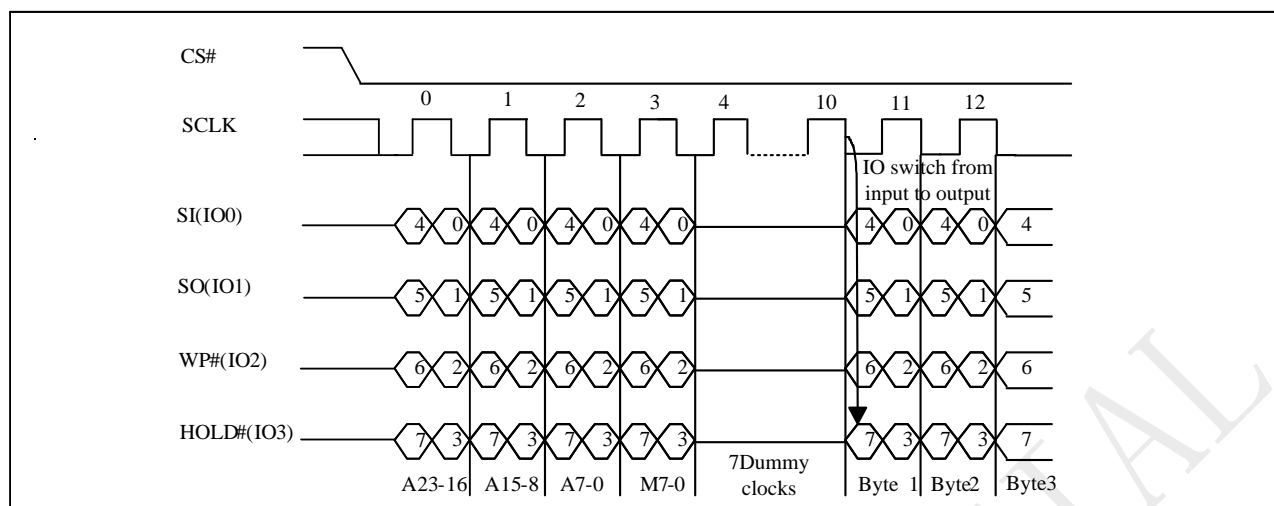 CS#
0 1 2 3 4 10 11 12
SCLK
IO switch from
input to output
SI(IO0)
4 0 4 0 4 0 4 0 4 0 4 0 4
SO(IO1)
5 1 5 1 5 1 5 1 5 1 5 1 5
WP#(IO2)
6 2 6 2 6 2 6 2 6 2 6 2 6
HOLD#(IO3)
7 3 7 3 7 3 7 3 7 3 7 3 7
7Dummy
clocks
A23-16 A15-8 A7-0 M7-0 Byte 1 Byte2 Byte3
IAL